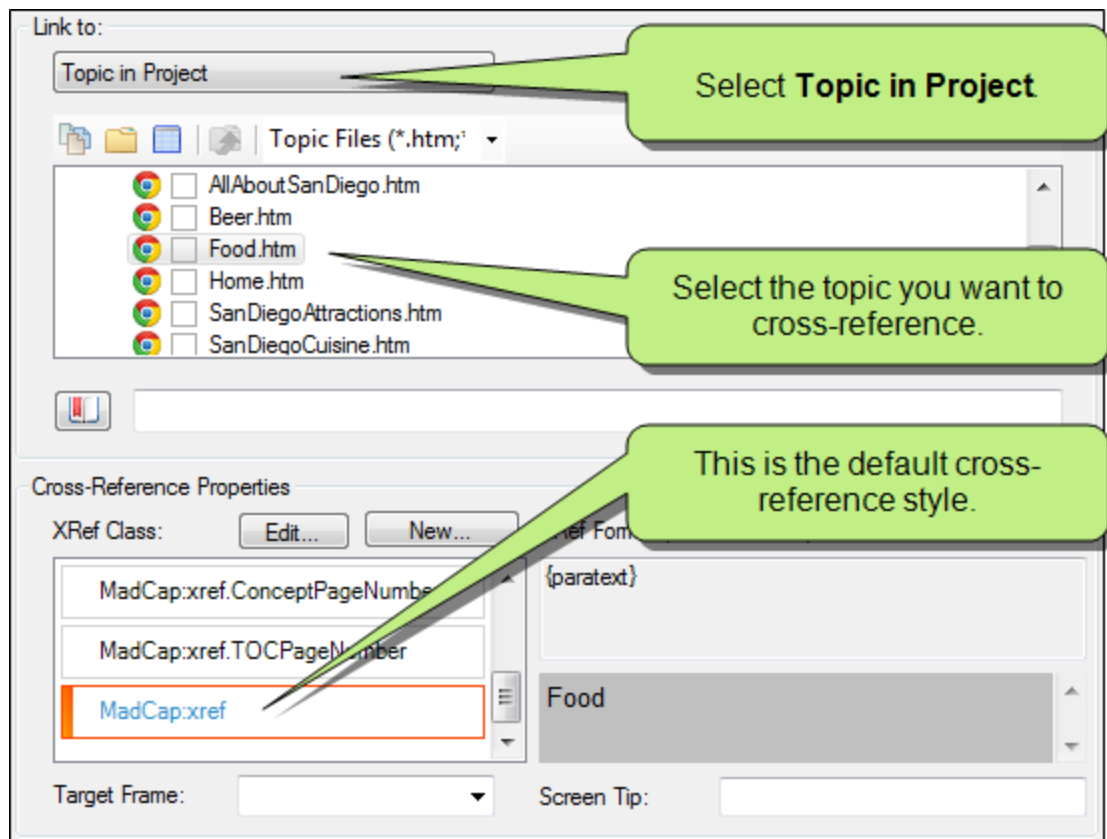 Link to:
Topic in Project
Select Topic in Project.
Topic Files (*.htm;*
AllAboutSanDiego.htm
Beer.htm
Food.htm
Home.htm
SanDiegoAttractions.htm
SanDiegoCuisine.htm
Select the topic you want to
cross-reference.
This is the default cross-
reference style.
Cross-Reference Properties
XRef Class:
Edit...
New...
MadCap:xref.ConceptPageNumbe
MadCap:xref.TOCPageNumber
MadCap:xref
{paratext}
Food
Target Frame:
Screen Tip: